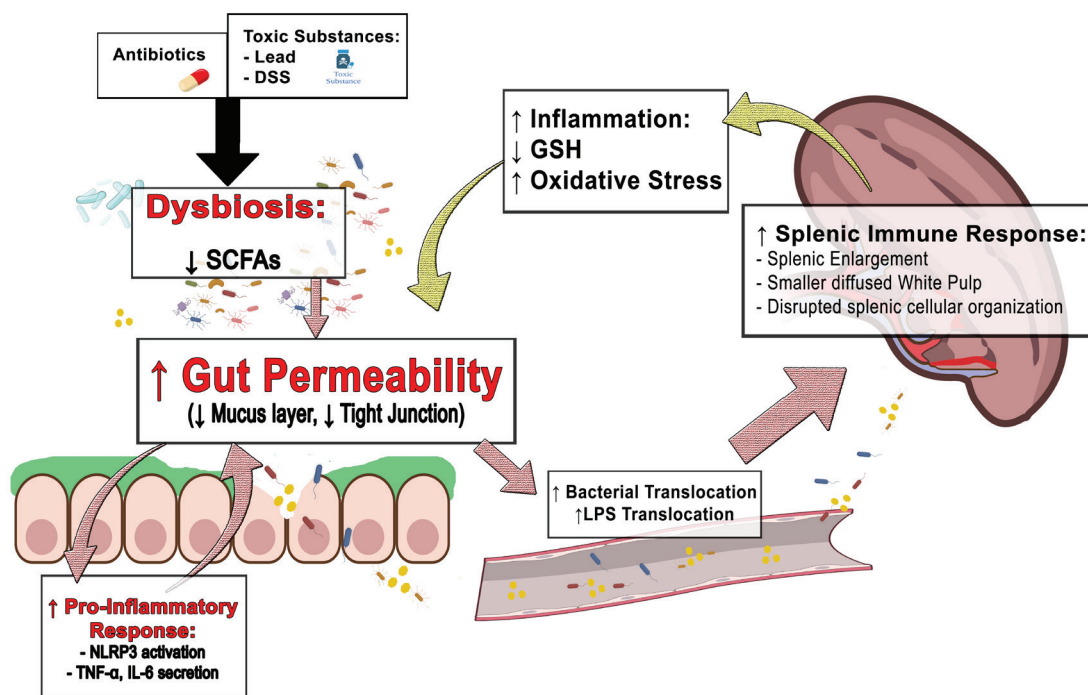 Antibiotics
Toxic Substances:
- Lead
- DSS
Toxic
Substance
Dysbiosis:
↓ SCFAs
↑ Gut Permeability
(↓ Mucus layer, ↓ Tight Junction)
↑ Pro-Inflammatory
Response:
- NLRP3 activation
- TNF-α, IL-6 secretion
↑ Bacterial Translocation
↑LPS Translocation
↑ Splenic Immune Response:
- Splenic Enlargement
- Smaller diffused White Pulp
- Disrupted splenic cellular organization
↑ Inflammation:
↓ GSH
↑ Oxidative Stress